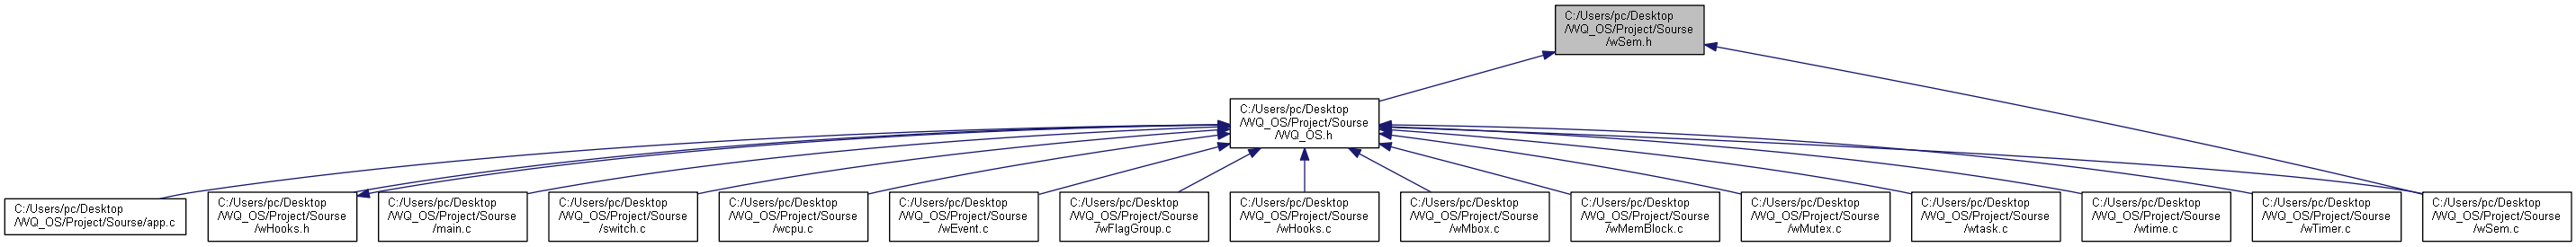 C:/Users/pc/Desktop
/WQ_OS/Project/Sourse
/wSem.h
C:/Users/pc/Desktop
/WQ_OS/Project/Sourse
/WQ_OS.h
C:/Users/pc/Desktop
/WQ_OS/Project/Sourse/app.c
C:/Users/pc/Desktop
/WQ_OS/Project/Sourse
/wHooks.h
C:/Users/pc/Desktop
/WQ_OS/Project/Sourse
/main.c
C:/Users/pc/Desktop
/WQ_OS/Project/Sourse
/switch.c
C:/Users/pc/Desktop
/WQ_OS/Project/Sourse
/wcpu.c
C:/Users/pc/Desktop
/WQ_OS/Project/Sourse
/wEvent.c
C:/Users/pc/Desktop
/WQ_OS/Project/Sourse
/wFlagGroup.c
C:/Users/pc/Desktop
/WQ_OS/Project/Sourse
/wHooks.c
C:/Users/pc/Desktop
/WQ_OS/Project/Sourse
/wMbox.c
C:/Users/pc/Desktop
/WQ_OS/Project/Sourse
/wMemBlock.c
C:/Users/pc/Desktop
/WQ_OS/Project/Sourse
/wMutex.c
C:/Users/pc/Desktop
/WQ_OS/Project/Sourse
/wtask.c
C:/Users/pc/Desktop
/WQ_OS/Project/Sourse
/wtime.c
C:/Users/pc/Desktop
/WQ_OS/Project/Sourse
/wTimer.c
C:/Users/pc/Desktop
/WQ_OS/Project/Sourse
/wSem.c